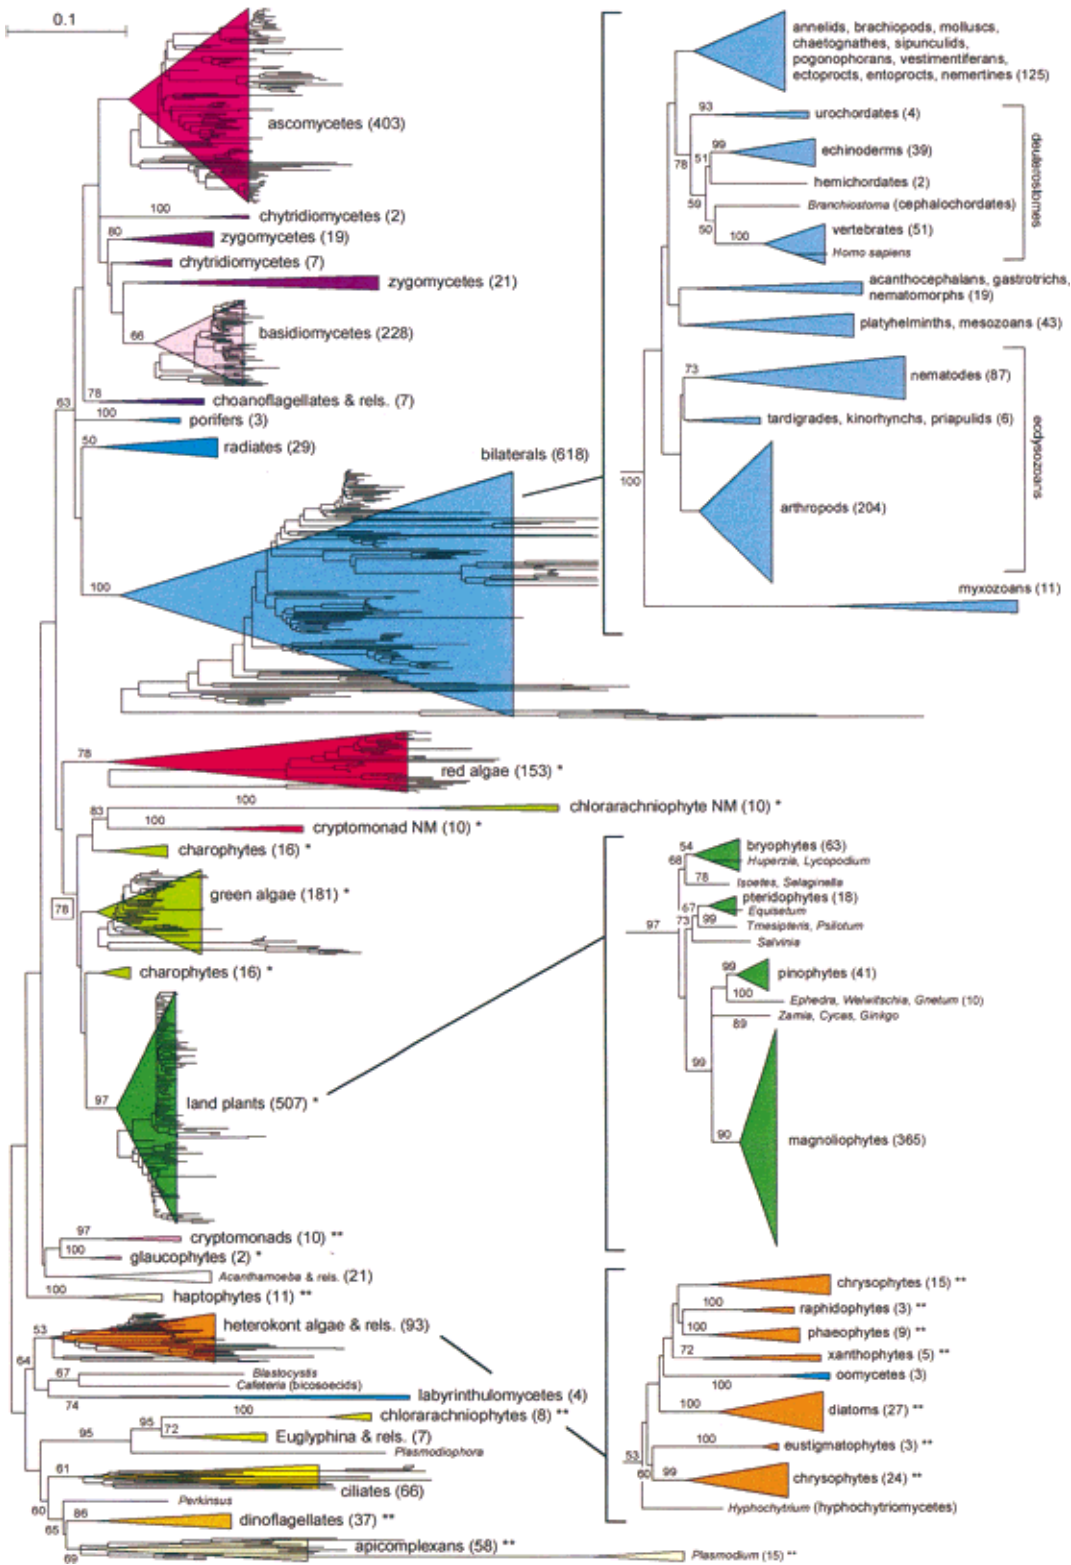 0.1
ascomycetes (403)
100
chytridiomycetes (2)
80
zygomycetes (19)
chytridiomycetes (7)
zygomycetes (21)
basidiomycetes (228)
66
78
choanoflagellates & rels. (7)
63
100
porifers (3)
50
radiates (29)
bilaterals (618)
100
annelids, brachiopods, molluscs,
chaetognathes, sipunculids,
pogonophorans, vestimentiferans,
ectoprocts, entoprocts, nemertines (125)
93
urochordates (4)
99
echinoderms (39)
51
78
hemichordates (2)
59
Branchiostoma (cephalochordates)
50
100
vertebrates (51)
Homo sapiens
deuterostomes
acanthocephalans, gastrotrichs,
nematomorphs (19)
platyhelminths, mesozoans (43)
73
nematodes (87)
tardigrades, kinorhynchs, priapulids (6)
ecdysozoans
100
arthropods (204)
myxozoans (11)
78
red algae (153) *
100
chlorarachniophyte NM (10) *
83
100
cryptomonad NM (10) *
charophytes (16) *
green algae (181) *
78
charophytes (16) *
97
land plants (507) *
54
bryophytes (63)
68
Huperzia, Lycopodium
78
Isoetes, Selaginella
pteridophytes (18)
67
Equisetum
97
73
99
Tmesipteris, Psilotum
Salvinia
99
pinophytes (41)
100
Ephedra, Welwitschia, Gnetum (10)
Zamia, Cycas, Ginkgo
89
99
90
magnoliophytes (365)
97
cryptomonads (10) **
100
glaucophytes (2) *
Acanthamoeba & rels. (21)
100
haptophytes (11) **
53
heterokont algae & rels. (93)
64
67
Blastocystis
Cafeteria (bicosoecids)
74
labyrinthulomycetes (4)
100
chlorarachniophytes (8) **
95
95
72
Euglyphina & rels. (7)
Plasmodiophora
61
ciliates (66)
Perkinsus
60
86
dinoflagellates (37) **
65
apicomplexans (58) **
69
Plasmodium (15) **
chrysophytes (15) **
100
raphidophytes (3) **
100
phaeophytes (9) **
72
xanthophytes (5) **
oomycetes (3)
100
100
diatoms (27) **
100
eustigmatophytes (3) **
53
60
99
chrysophytes (24) **
Hyphochytrium (hyphochytriomycetes)